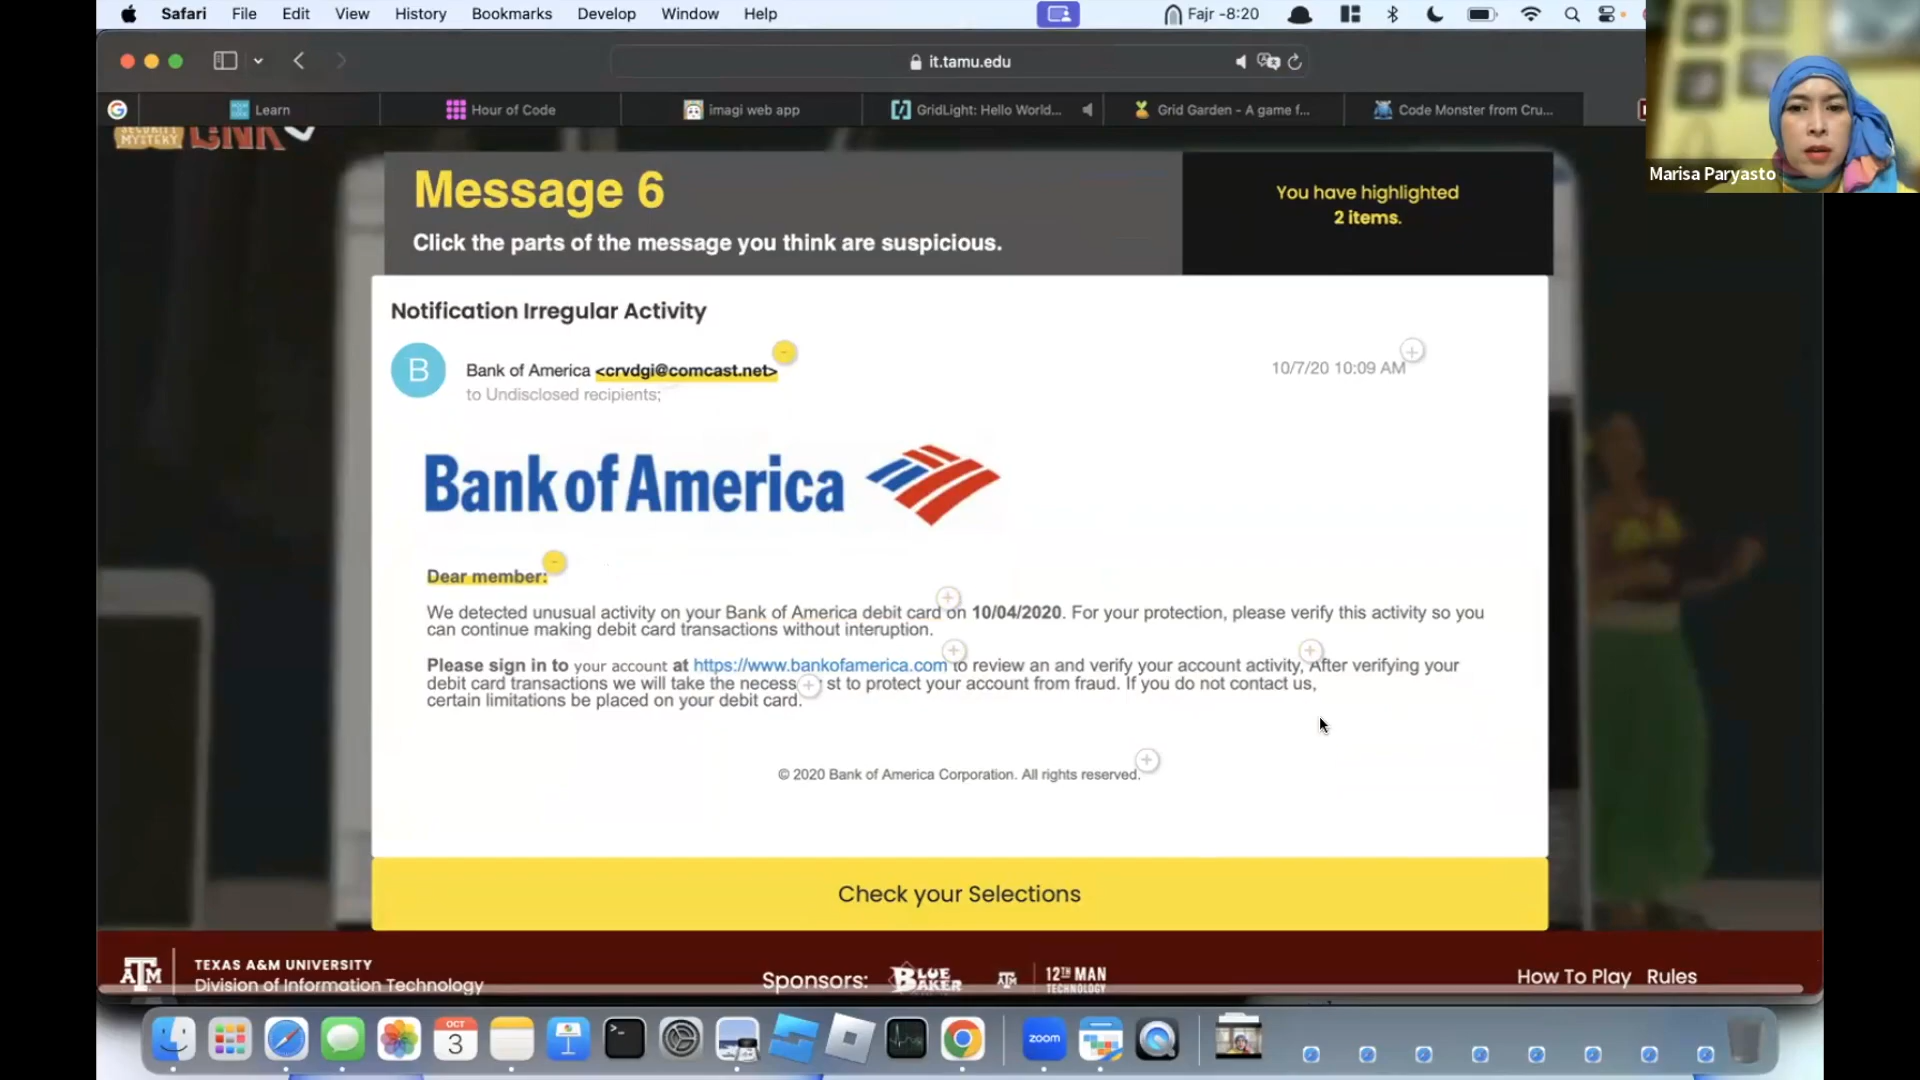 Safari File Edit View History Bookmarks Develop Window Help Fajr -8:20
it.tamu.edu
G Learn Hour of Code imagi web app GridLight: Hello World... Grid Garden - A game f... Code Monster from Cru...
Marisa Paryasto
MYSTERY
Message 6
Click the parts of the message you think are suspicious.
You have highlighted
2 items.
Notification Irregular Activity
B
Bank of America <crvdgi@comcast.net>
10/7/20 10:09 AM
to Undisclosed recipients;
Bank of America
Dear member:
We detected unusual activity on your Bank of America debit card on 10/04/2020. For your protection, please verify this activity so you
can continue making debit card transactions without interuption.
Please sign in to your account at https://www.bankofamerica.com to review an and verify your account activity, After verifying your
debit card transactions we will take the necess st to protect your account from fraud. If you do not contact us,
certain limitations be placed on your debit card.
© 2020 Bank of America Corporation. All rights reserved.
Check your Selections
ATM TEXAS A&M UNIVERSITY
Division of Information Technology
Sponsors: BLUE BAKER ATM 12TH MAN TECHNOLOGY
How To Play Rules
OCT
3
zoom